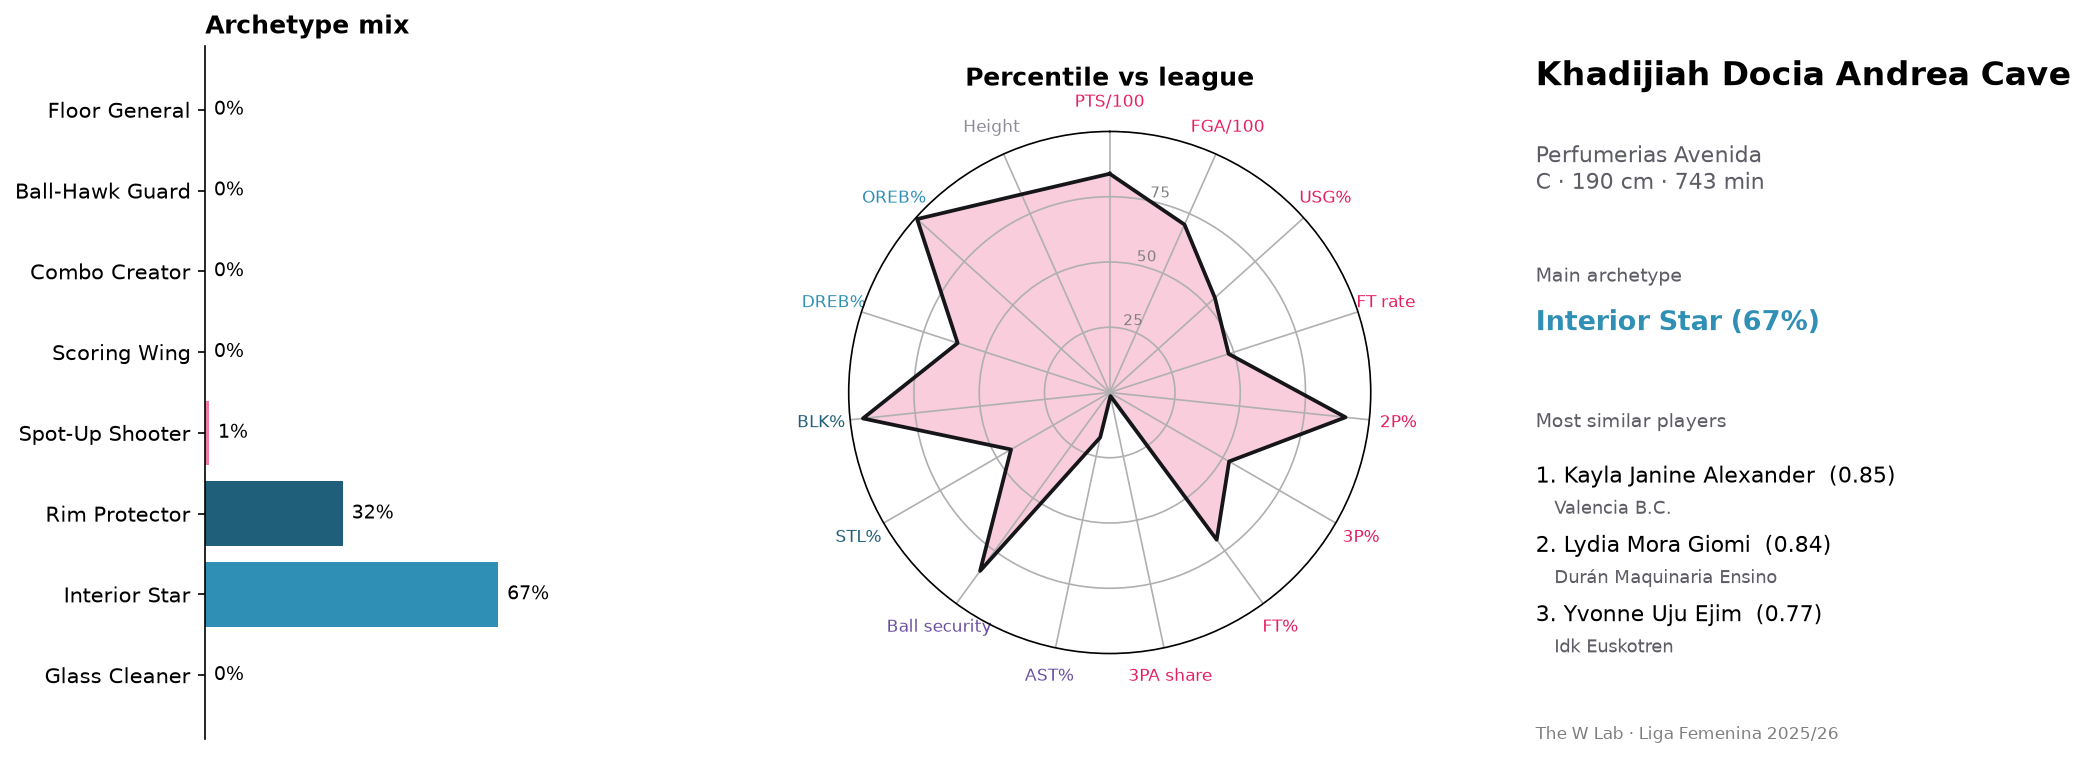 Archetype mix
Floor General
0%
Ball-Hawk Guard
0%
Combo Creator
0%
Scoring Wing
0%
Spot-Up Shooter
1%
Rim Protector
32%
Interior Star
67%
Glass Cleaner
0%
Percentile vs league
PTS/100
FGA/100
USG%
FT rate
2P%
3P%
FT%
3PA share
AST%
Ball security
STL%
BLK%
DREB%
OREB%
Height
75
50
25
Khadijiah Docia Andrea Cave
Perfumerias Avenida
C · 190 cm · 743 min
Main archetype
Interior Star (67%)
Most similar players
1. Kayla Janine Alexander (0.85)
Valencia B.C.
2. Lydia Mora Giomi (0.84)
Durán Maquinaria Ensino
3. Yvonne Uju Ejim (0.77)
Idk Euskotren
The W Lab · Liga Femenina 2025/26